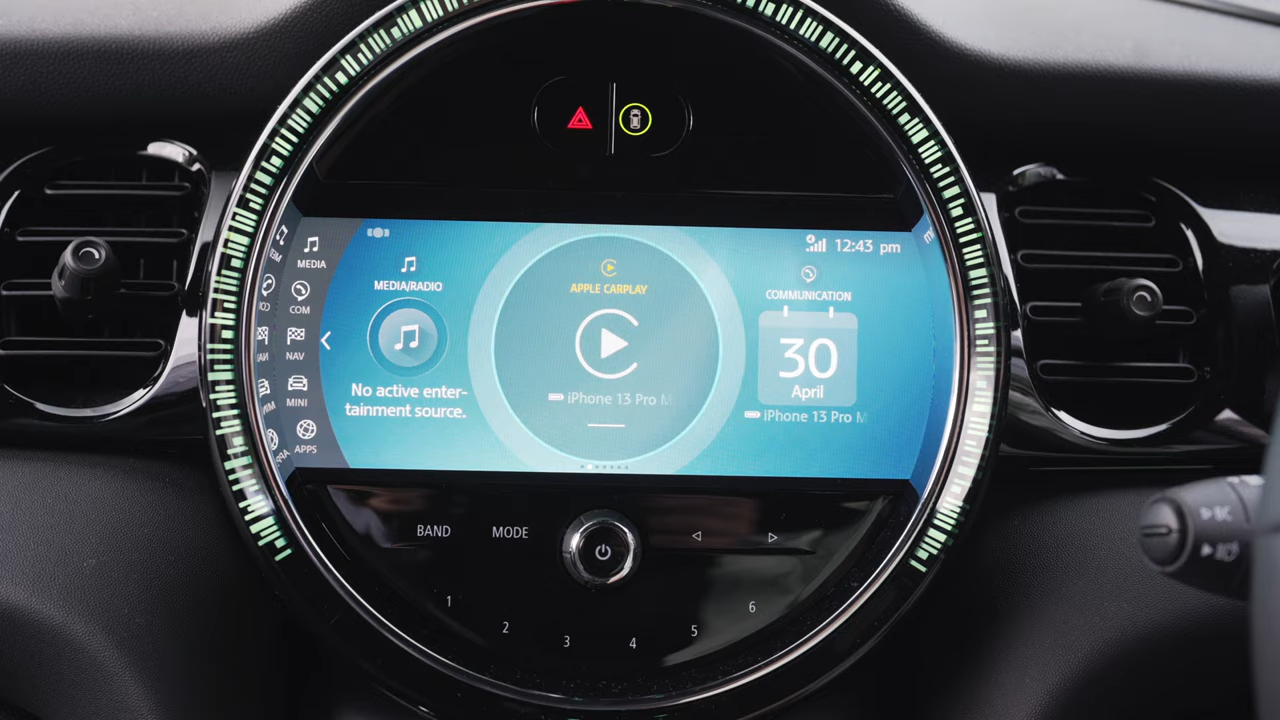 12:43 pm
MEDIA
COM
NAV
MINI
APPS
MEDIA/RADIO
No active enter-
tainment source.
APPLE CARPLAY
iPhone 13 Pro M
COMMUNICATION
30
April
iPhone 13 Pro M
BAND
MODE
1
2
3
4
5
6